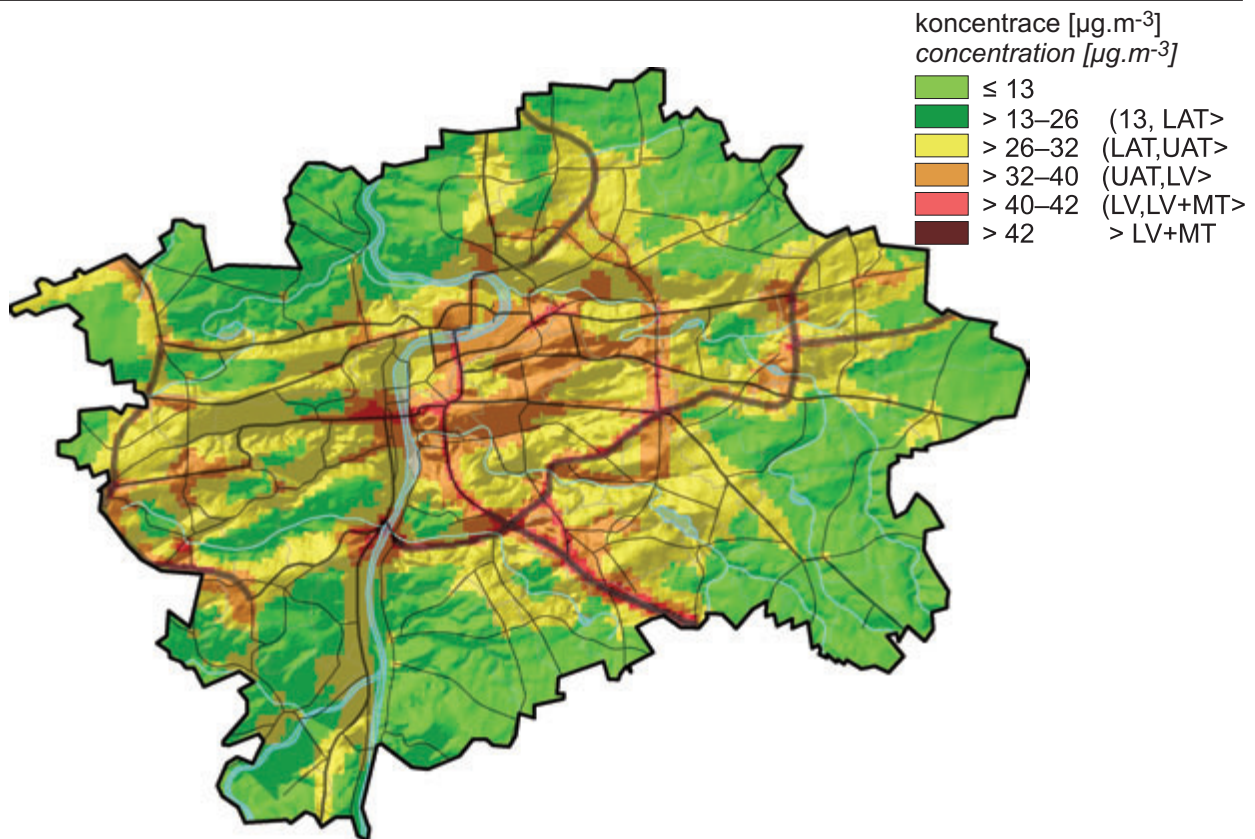 koncentrace [µg.m-3]
concentration [µg.m-3]
≤ 13
> 13–26 (13, LAT>
> 26–32 (LAT,UAT>
> 32–40 (UAT,LV>
> 40–42 (LV,LV+MT>
> 42 > LV+MT